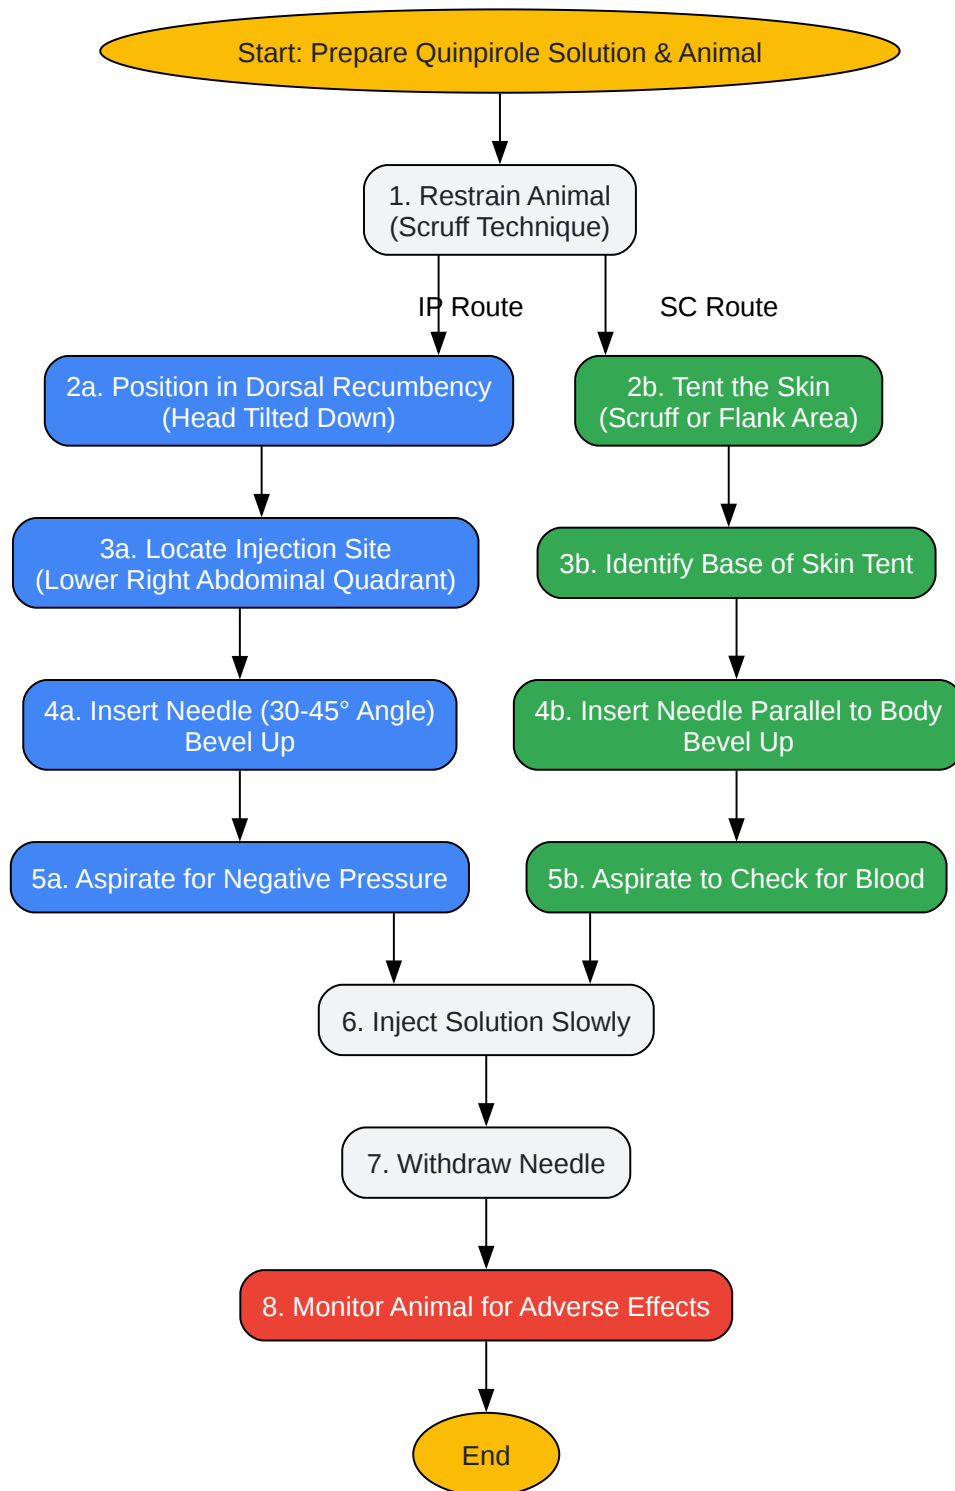 Start: Prepare Quinpirole Solution & Animal
1. Restrain Animal
(Scruff Technique)
IP Route
SC Route
2a. Position in Dorsal Recumbency
(Head Tilted Down)
2b. Tent the Skin
(Scruff or Flank Area)
3a. Locate Injection Site
(Lower Right Abdominal Quadrant)
3b. Identify Base of Skin Tent
4a. Insert Needle (30-45° Angle)
Bevel Up
4b. Insert Needle Parallel to Body
Bevel Up
5a. Aspirate for Negative Pressure
5b. Aspirate to Check for Blood
6. Inject Solution Slowly
7. Withdraw Needle
8. Monitor Animal for Adverse Effects
End